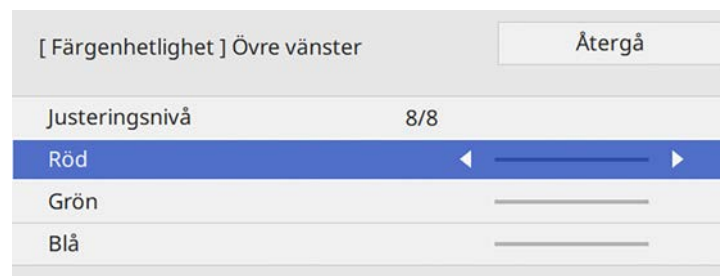 [ Färgenhetlighet ] Övre vänster
Återgå
Justeringsnivå 8/8
Röd
Grön
Blå